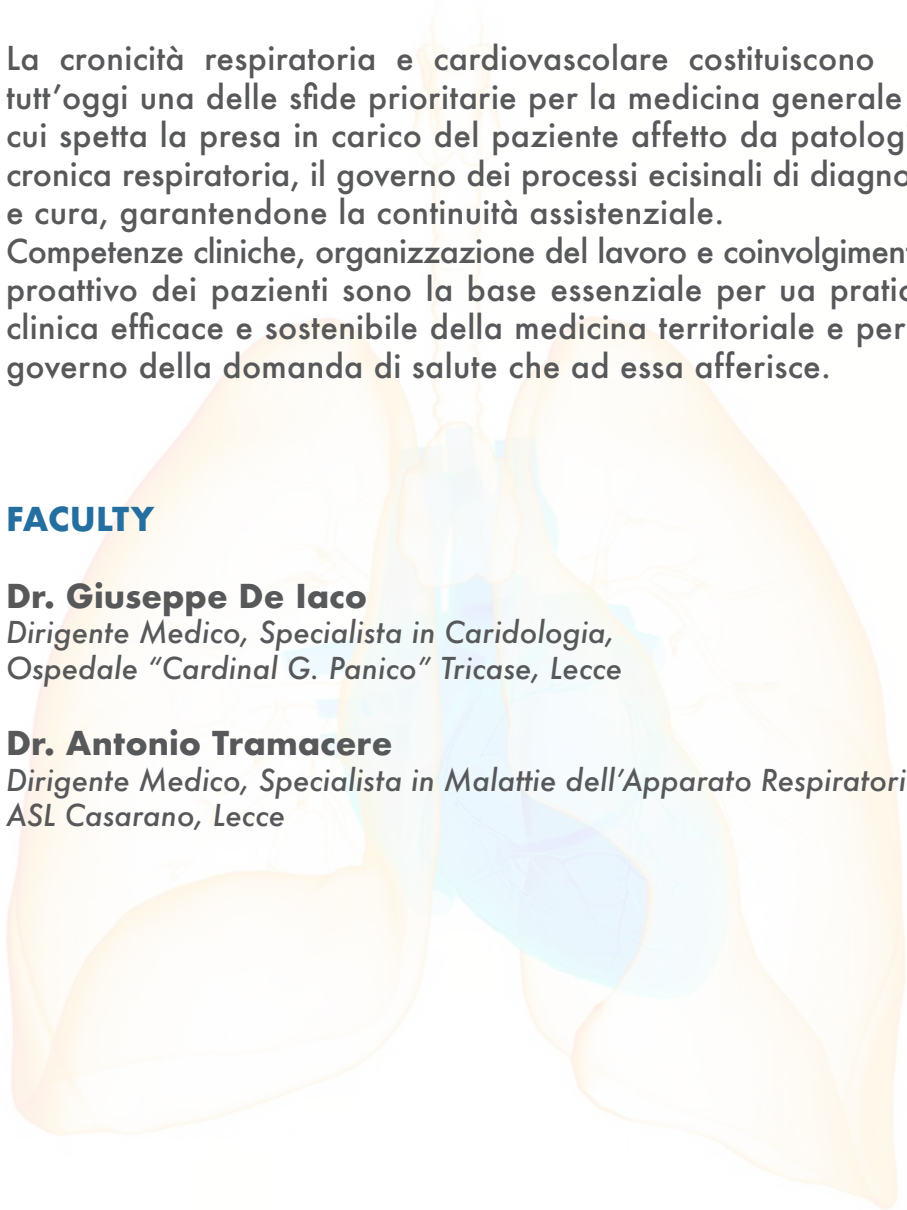 La cronicità respiratoria e cardiovascolare costituiscono
tutt’oggi una delle sfide prioritarie per la medicina generale
cui spetta la presa in carico del paziente affetto da patologi
cronica respiratoria, il governo dei processi ecisinali di diagno
e cura, garantendone la continuità assistenziale.
Competenze cliniche, organizzazione del lavoro e coinvolgimen
proattivo dei pazienti sono la base essenziale per ua pratic
clinica efficace e sostenibile della medicina territoriale e per
governo della domanda di salute che ad essa afferisce.
FACULTY
Dr. Giuseppe De Iaco
Dirigente Medico, Specialista in Caridologia,
Ospedale “Cardinal G. Panico” Tricase, Lecce
Dr. Antonio Tramacere
Dirigente Medico, Specialista in Malattie dell’Apparato Respiratori
ASL Casarano, Lecce